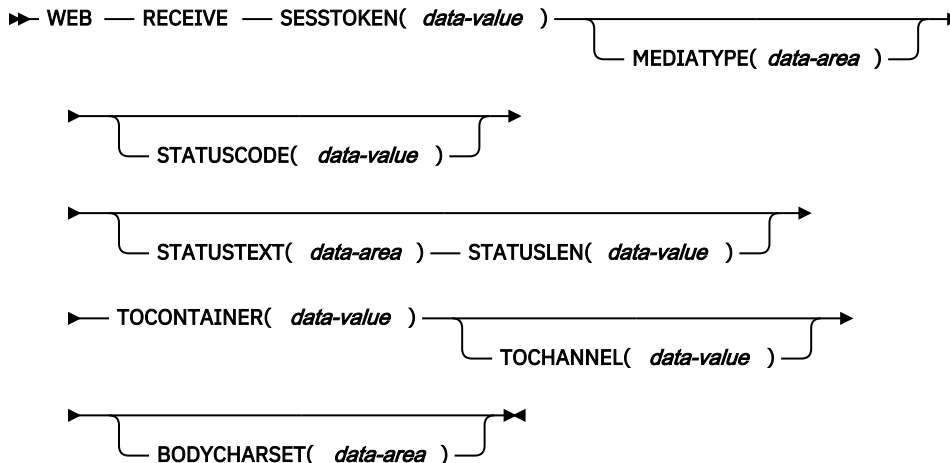 WEB RECEIVE SESSTOKEN( data-value )
MEDIATYPE( data-area )
STATUSCODE( data-value )
STATUSTEXT( data-area ) STATUSLEN( data-value )
TOCONTAINER( data-value )
TOCHANNEL( data-value )
BODYCHARSET( data-area )